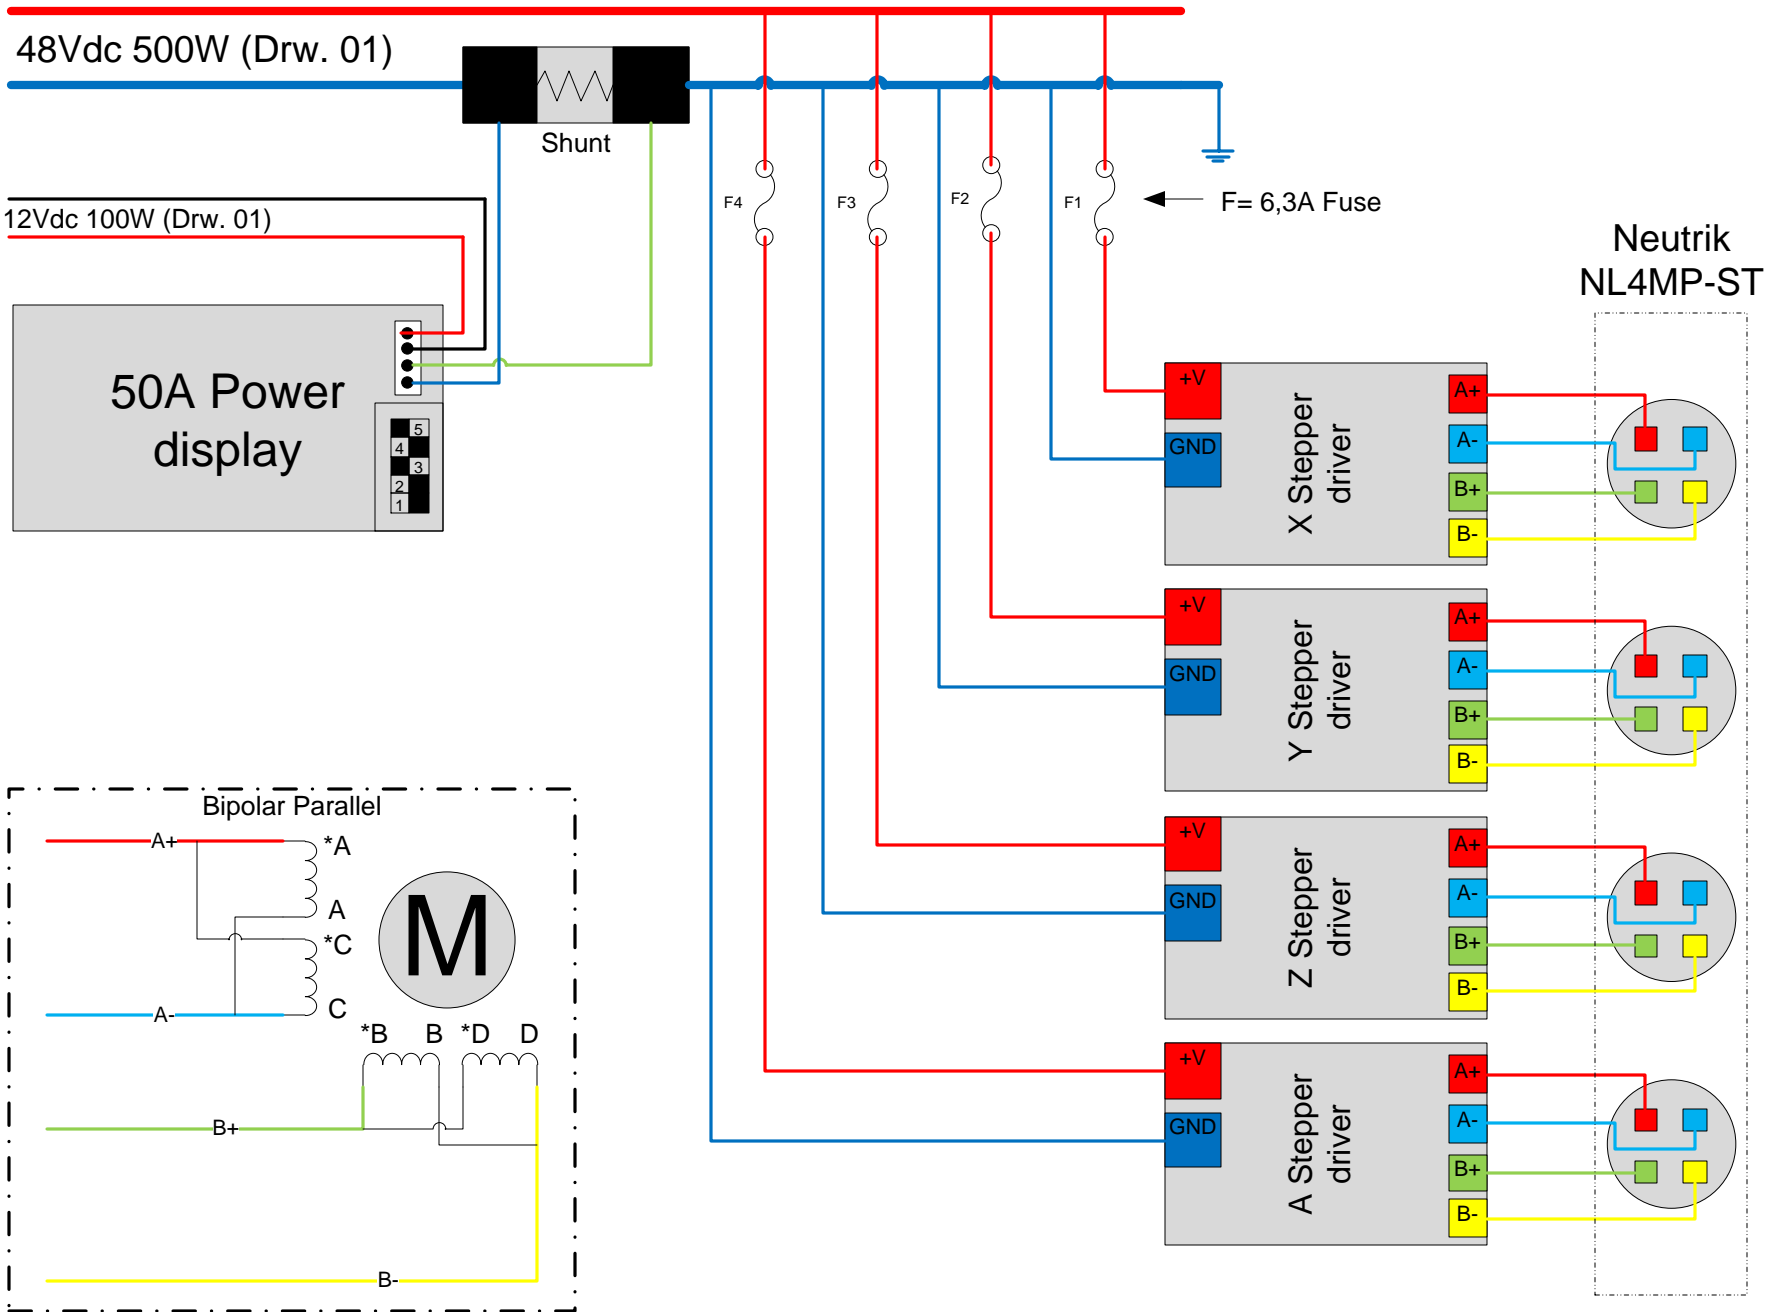 48Vdc 500W (Drw. 01)
Shunt
12Vdc 100W (Drw. 01)
F4
F3
F2
F1
F= 6,3A Fuse
Neutrik
NL4MP-ST
50A Power
display
5
4
3
2
1
+V
GND
X Stepper
driver
A+
A-
B+
B-
+V
GND
Y Stepper
driver
A+
A-
B+
B-
+V
GND
Z Stepper
driver
A+
A-
B+
B-
+V
GND
A Stepper
driver
A+
A-
B+
B-
Bipolar Parallel
A+
*A
A
*C
C
A-
M
*B B *D D
B+
B-